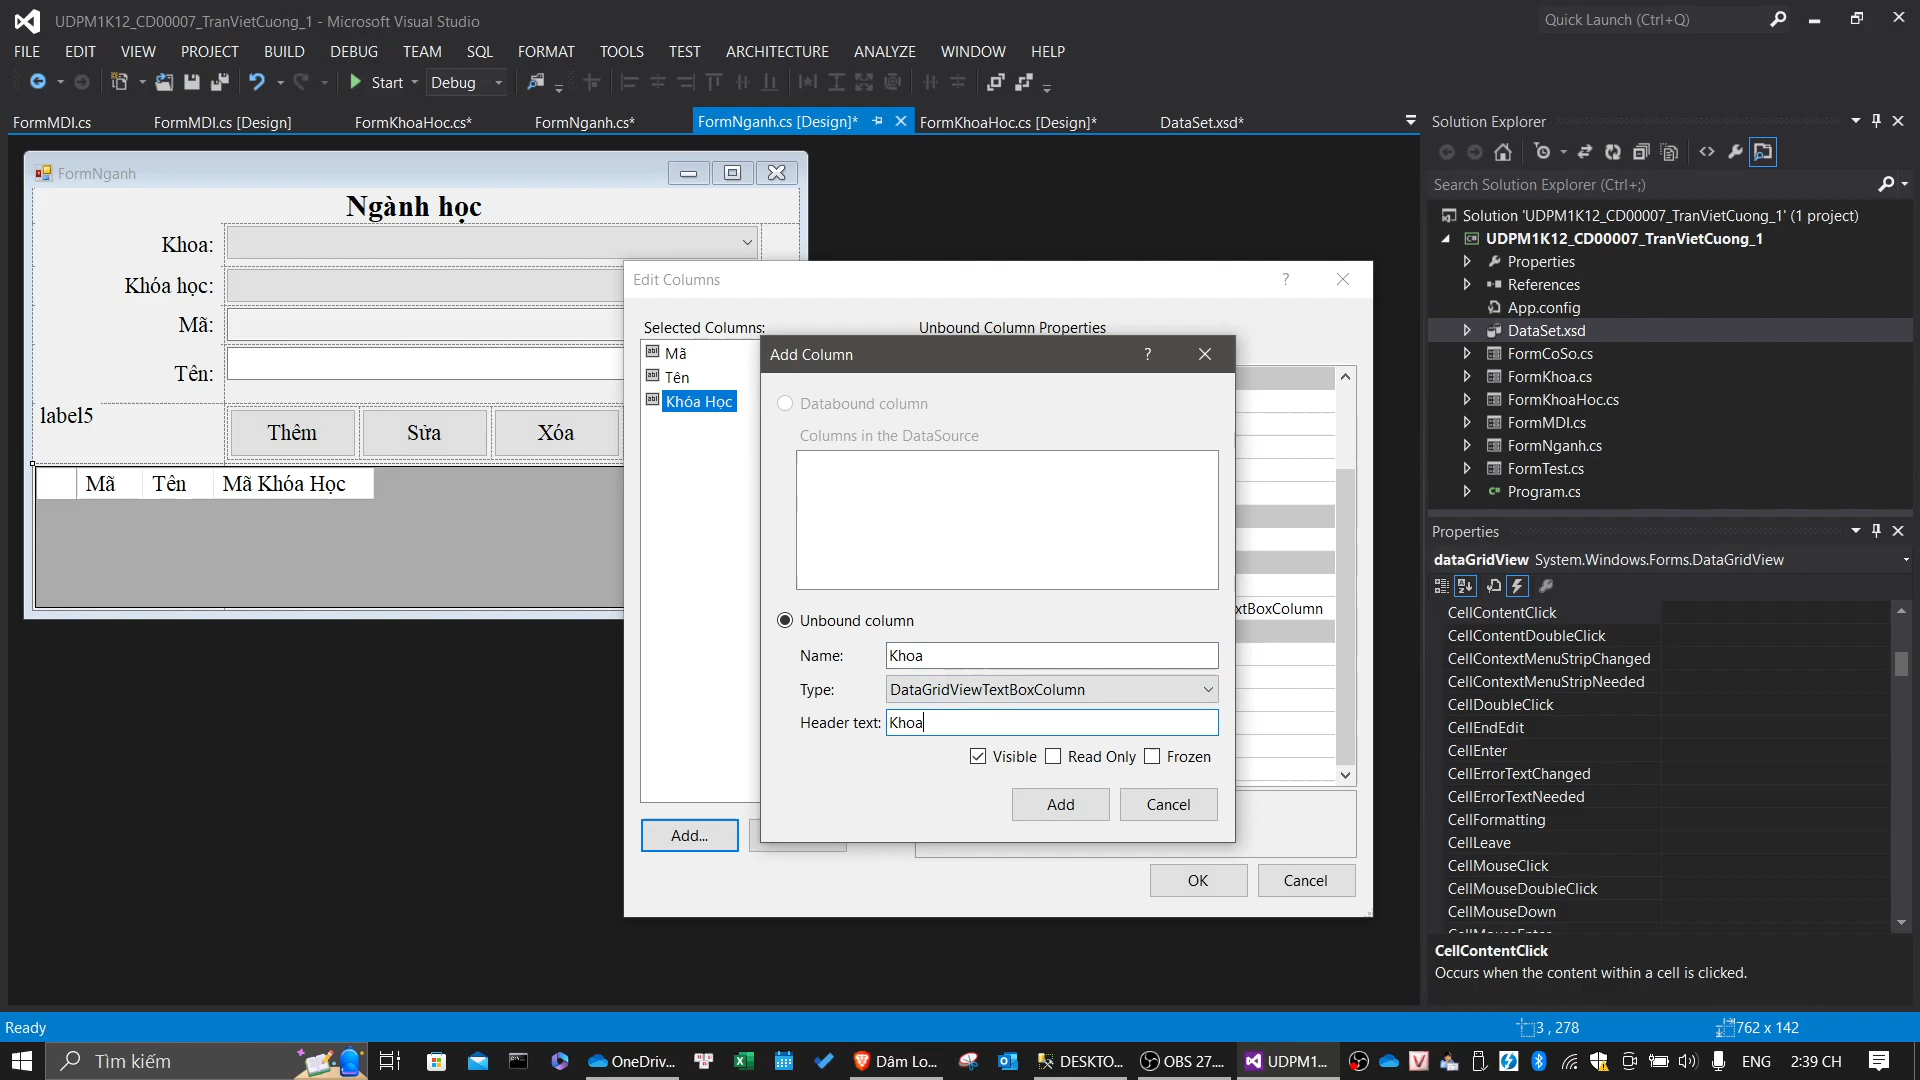 UDPM1K12_CD00007_TranVietCuong_1 - Microsoft Visual Studio
Quick Launch (Ctrl+Q)
FILE EDIT VIEW PROJECT BUILD DEBUG TEAM SQL FORMAT TOOLS TEST ARCHITECTURE ANALYZE WINDOW HELP
Start Debug
FormMDI.cs FormMDI.cs [Design] FormKhoaHoc.cs* FormNganh.cs* FormNganh.cs [Design]* FormKhoaHoc.cs [Design]* DataSet.xsd*
FormNganh
Ngành học
Khoa:
Khóa học:
Mã:
Tên:
label5
Thêm Sửa Xóa
Mã Tên Mã Khóa Học
Edit Columns ?
Selected Columns: Unbound Column Properties
Mã
Tên
Khóa Học
xtBoxColumn
Add...
OK Cancel
Add Column ?
Databound column
Columns in the DataSource
Unbound column
Name: Khoa
Type: DataGridViewTextBoxColumn
Header text: Khoa
Visible Read Only Frozen
Add Cancel
Solution Explorer
Search Solution Explorer (Ctrl+;)
Solution 'UDPM1K12_CD00007_TranVietCuong_1' (1 project)
UDPM1K12_CD00007_TranVietCuong_1
Properties
References
App.config
DataSet.xsd
FormCoSo.cs
FormKhoa.cs
FormKhoaHoc.cs
FormMDI.cs
FormNganh.cs
FormTest.cs
Program.cs
Properties
dataGridView System.Windows.Forms.DataGridView
CellContentClick
CellContentDoubleClick
CellContextMenuStripChanged
CellContextMenuStripNeeded
CellDoubleClick
CellEndEdit
CellEnter
CellErrorTextChanged
CellErrorTextNeeded
CellFormatting
CellLeave
CellMouseClick
CellMouseDoubleClick
CellMouseDown
CellMouseEnter
CellContentClick
Occurs when the content within a cell is clicked.
Ready 3 , 278 762 x 142
Tìm kiếm OneDriv... Dâm Lo... DESKTO... OBS 27.... UDPM1... ENG 2:39 CH